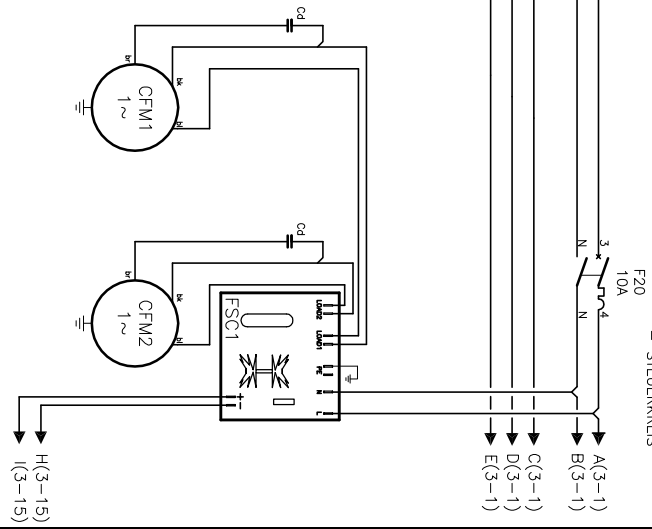 Cd
br
bk
bl
CFM1
1~
Cd
br
bk
bl
CFM2
1~
FSC1
LOAD2
LOAD1
PE
N
L
+
-
3
N
F20
10A
N
4
STEUERKREIS
A(3-1)
B(3-1)
C(3-1)
D(3-1)
E(3-1)
H(3-15)
I(3-15)